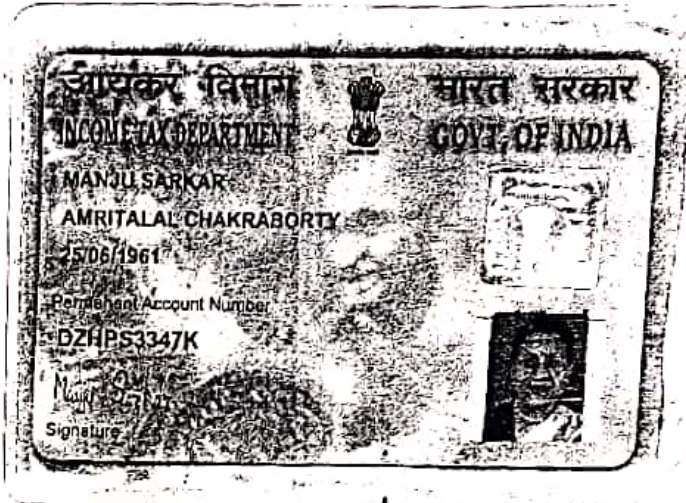 आयकर विभाग
भारत सरकार
INCOME TAX DEPARTMENT
GOVT. OF INDIA
MANJU SARKAR
AMRITALAL CHAKRABORTY
25/06/1961
Permanent Account Number
DZHPS3347K
Signature